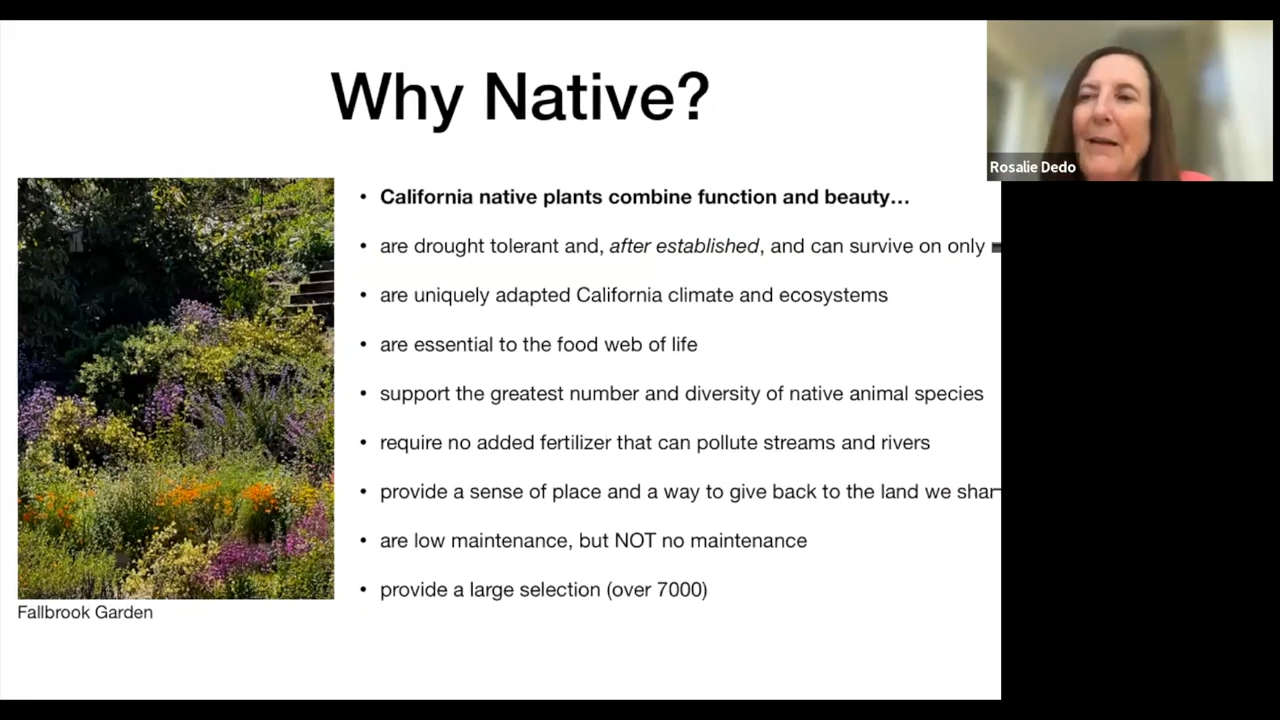 Why Native?
Rosalie Dedo
• California native plants combine function and beauty…
• are drought tolerant and, after established, and can survive on only
• are uniquely adapted California climate and ecosystems
• are essential to the food web of life
• support the greatest number and diversity of native animal species
• require no added fertilizer that can pollute streams and rivers
• provide a sense of place and a way to give back to the land we
• are low maintenance, but NOT no maintenance
• provide a large selection (over 7000)
Fallbrook Garden